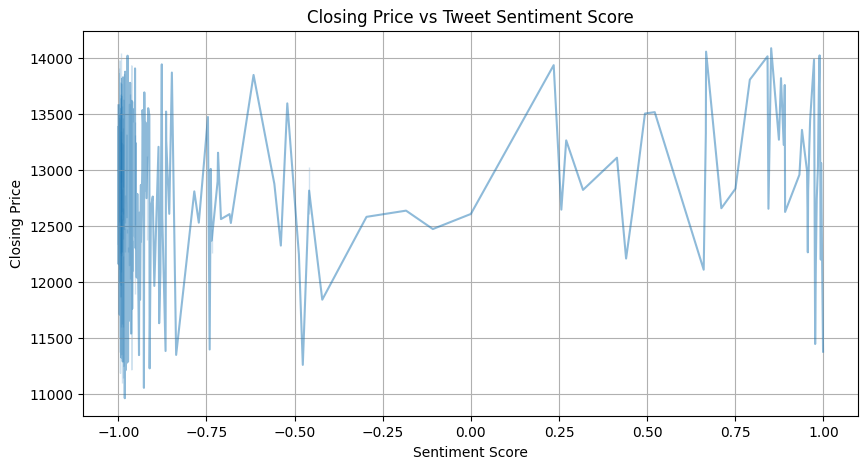 Closing Price vs Tweet Sentiment Score
Closing Price
14000
13500
13000
12500
12000
11500
11000
−1.00 −0.75 −0.50 −0.25 0.00 0.25 0.50 0.75 1.00
Sentiment Score